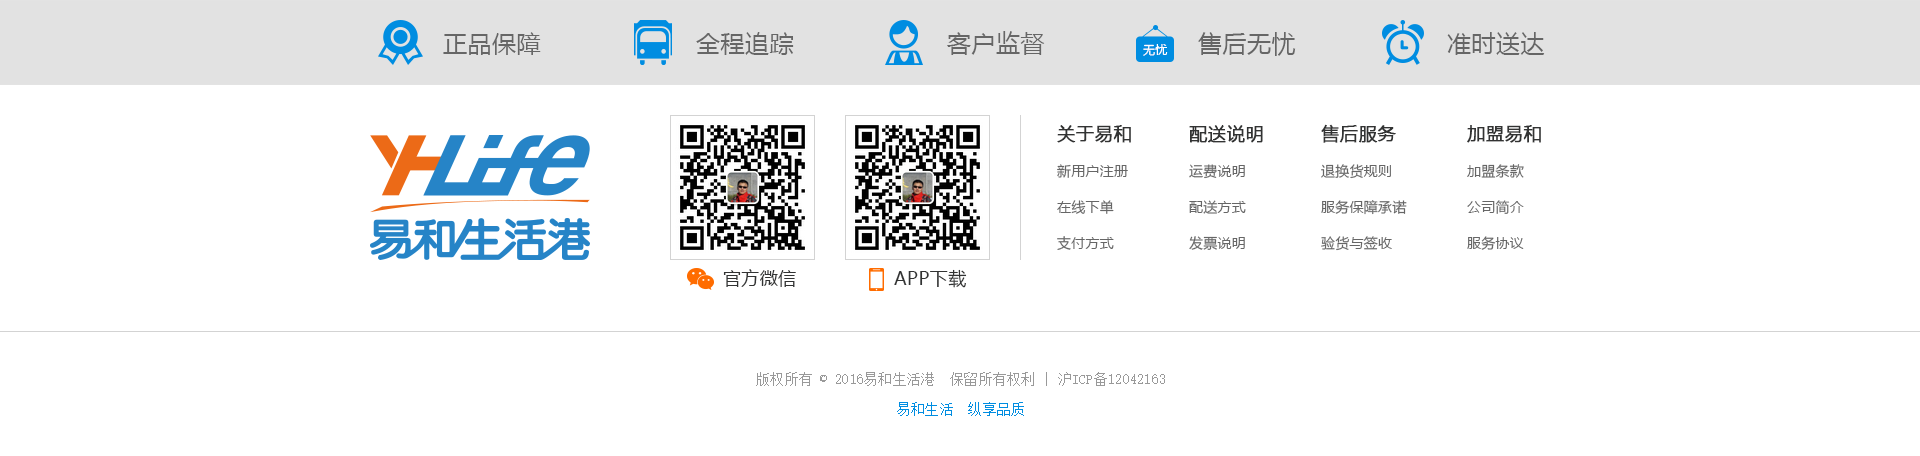 正品保障
全程追踪
客户监督
无忧
售后无忧
准时送达
YHLife
易和生活港
官方微信
APP下载
关于易和
新用户注册
在线下单
支付方式
配送说明
运费说明
配送方式
发票说明
售后服务
退换货规则
服务保障承诺
验货与签收
加盟易和
加盟条款
公司简介
服务协议
版权所有 © 2016易和生活港 保留所有权利 | 沪ICP备12042163
易和生活 纵享品质